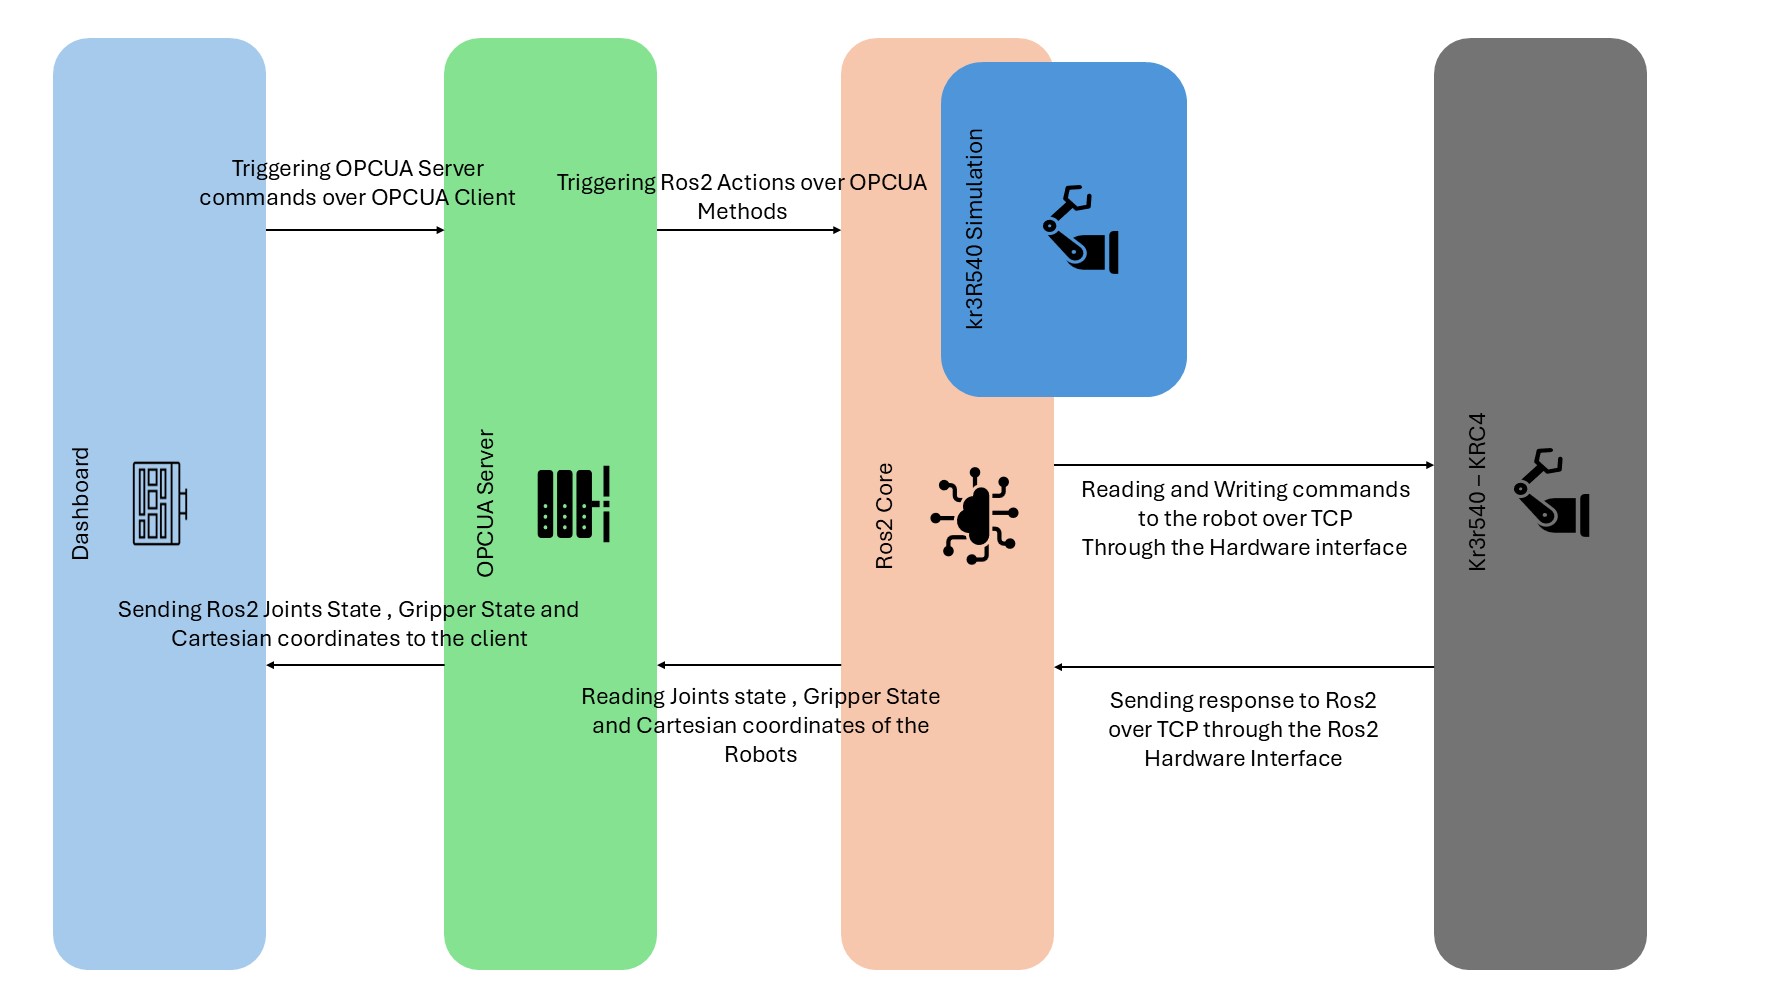 Triggering OPCUA Server
commands over OPCUA Client
Triggering Ros2 Actions over OPCUA
Methods
kr3R540 Simulation
Dashboard
OPCUA Server
Ros2 Core
Kr3r540 – KRC4
Reading and Writing commands
to the robot over TCP
Through the Hardware interface
Sending Ros2 Joints State , Gripper State and
Cartesian coordinates to the client
Reading Joints state , Gripper State
and Cartesian coordinates of the
Robots
Sending response to Ros2
over TCP through the Ros2
Hardware Interface